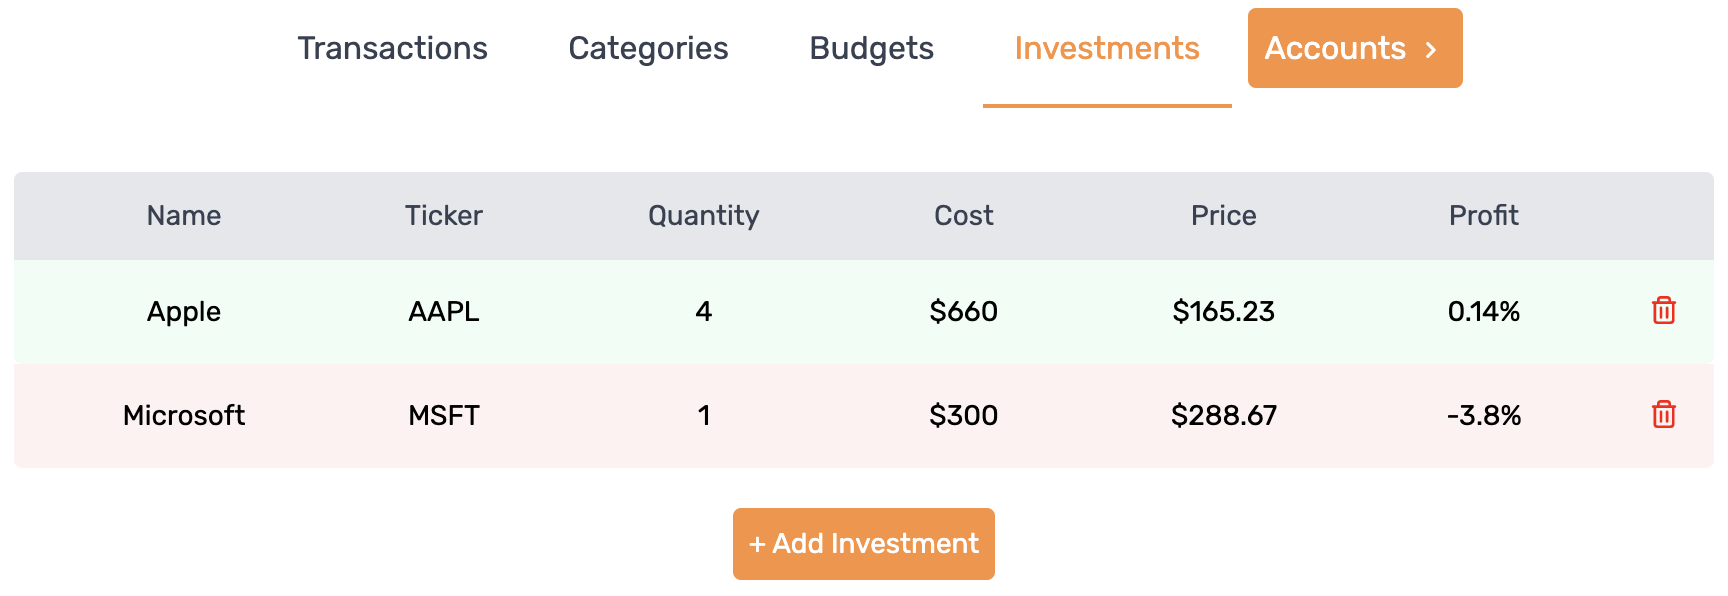 Transactions Categories Budgets Investments Accounts >
Name Ticker Quantity Cost Price Profit
Apple AAPL 4 $660 $165.23 0.14%
Microsoft MSFT 1 $300 $288.67 -3.8%
+ Add Investment